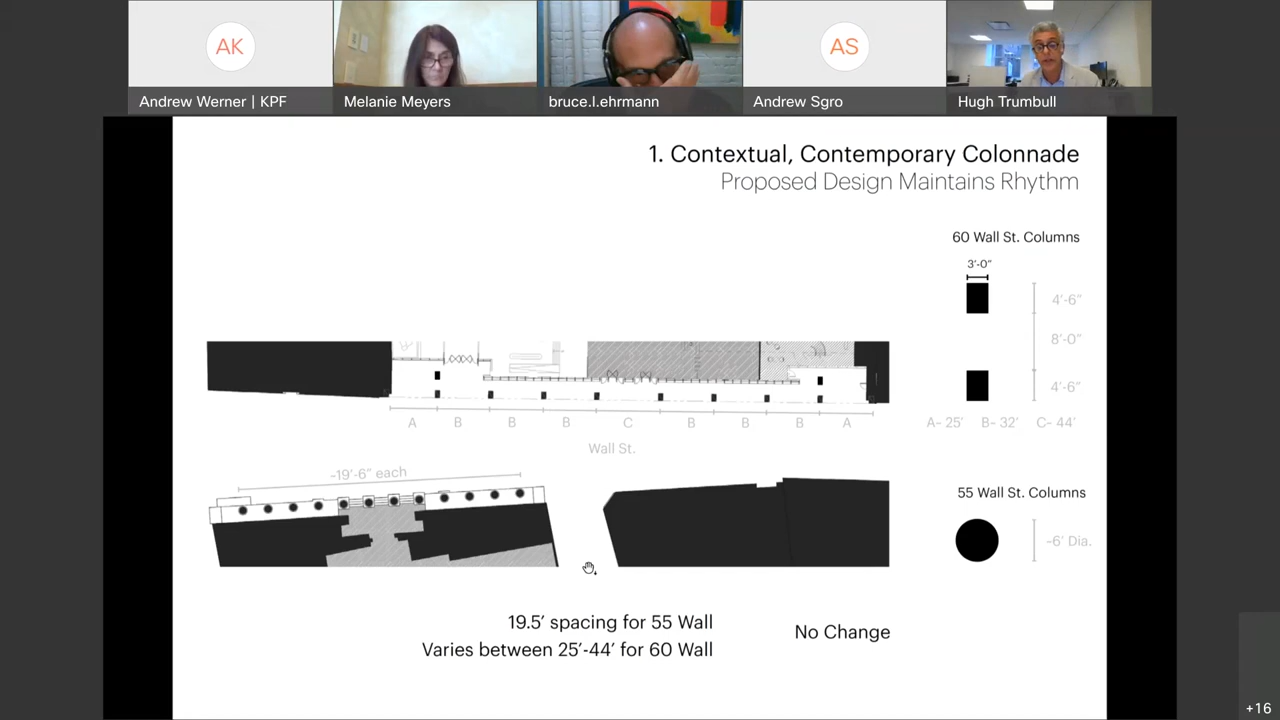 AK
AS
Andrew Werner | KPF
Melanie Meyers
bruce.l.ehrmann
Andrew Sgro
Hugh Trumbull
1. Contextual, Contemporary Colonnade
Proposed Design Maintains Rhythm
60 Wall St. Columns
3'-0"
4'-6"
8'-0"
4'-6"
A B B B C B B B A
A- 25' B- 32' C- 44'
Wall St.
~19'-6" each
55 Wall St. Columns
~6' Dia.
19.5' spacing for 55 Wall
Varies between 25'-44' for 60 Wall
No Change
+16